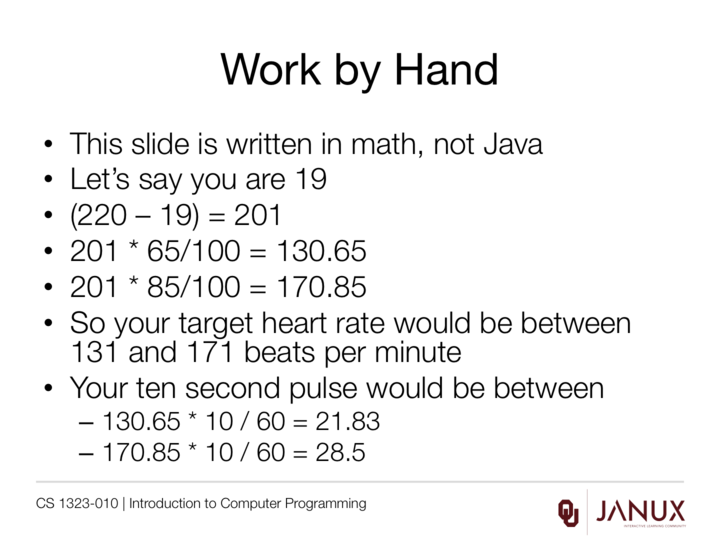 Work by Hand
• This slide is written in math, not Java
• Let’s say you are 19
• (220 – 19) = 201
• 201 * 65/100 = 130.65
• 201 * 85/100 = 170.85
• So your target heart rate would be between
131 and 171 beats per minute
• Your ten second pulse would be between
– 130.65 * 10 / 60 = 21.83
– 170.85 * 10 / 60 = 28.5
CS 1323-010 | Introduction to Computer Programming
OU
JANUX
INTERACTIVE LEARNING COMMUNITY